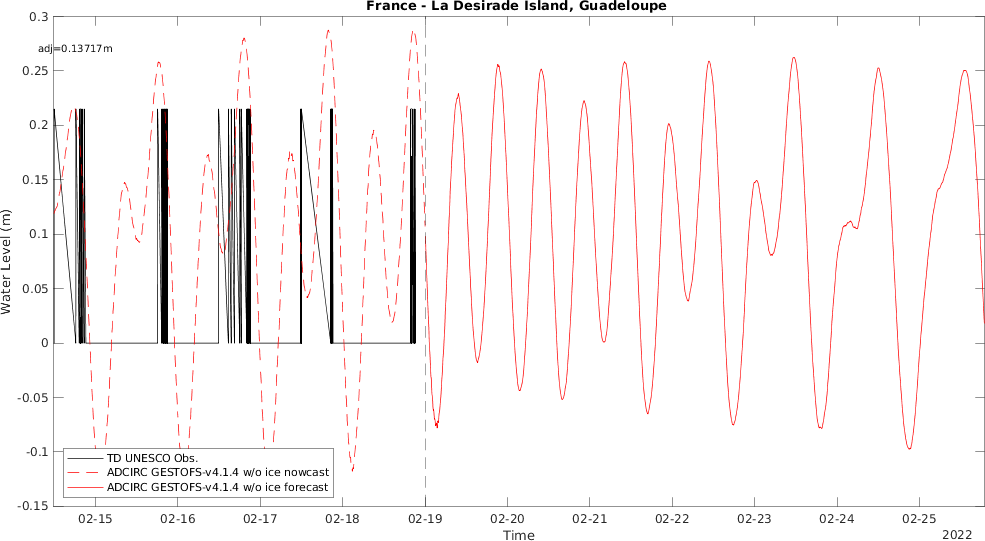 France - La Desirade Island, Guadeloupe
adj=0.13717m
0.3
0.25
0.2
0.15
0.1
0.05
0
-0.05
-0.1
-0.15
Water Level (m)
TD UNESCO Obs.
ADCIRC GESTOFS-v4.1.4 w/o ice nowcast
ADCIRC GESTOFS-v4.1.4 w/o ice forecast
02-15 02-16 02-17 02-18 02-19 02-20 02-21 02-22 02-23 02-24 02-25
Time
2022